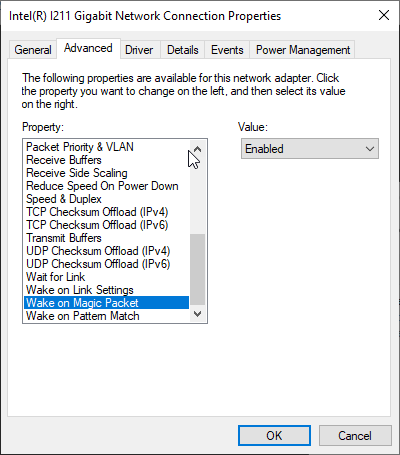 Intel(R) I211 Gigabit Network Connection Properties
General Advanced Driver Details Events Power Management
The following properties are available for this network adapter. Click
the property you want to change on the left, and then select its value
on the right.
Property:
Packet Priority & VLAN
Receive Buffers
Receive Side Scaling
Reduce Speed On Power Down
Speed & Duplex
TCP Checksum Offload (IPv4)
TCP Checksum Offload (IPv6)
Transmit Buffers
UDP Checksum Offload (IPv4)
UDP Checksum Offload (IPv6)
Wait for Link
Wake on Link Settings
Wake on Magic Packet
Wake on Pattern Match
Value:
Enabled
OK Cancel